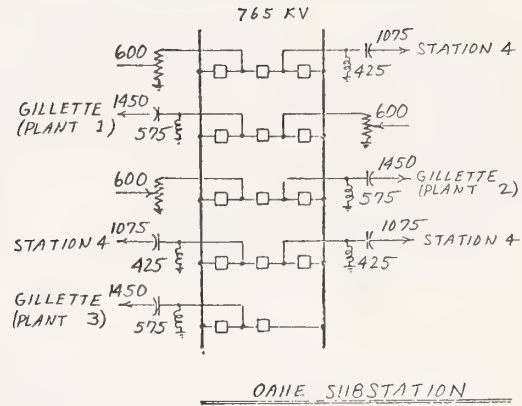 765 KV
600
1075
STATION 4
425
GILLETTE 1450
(PLANT 1) 575
600
600
1450
GILLETTE
(PLANT 2)
575
1075
STATION 4
425
1075
STATION 4
425
GILLETTE 1450
(PLANT 3) 575
OAHE SUBSTATION